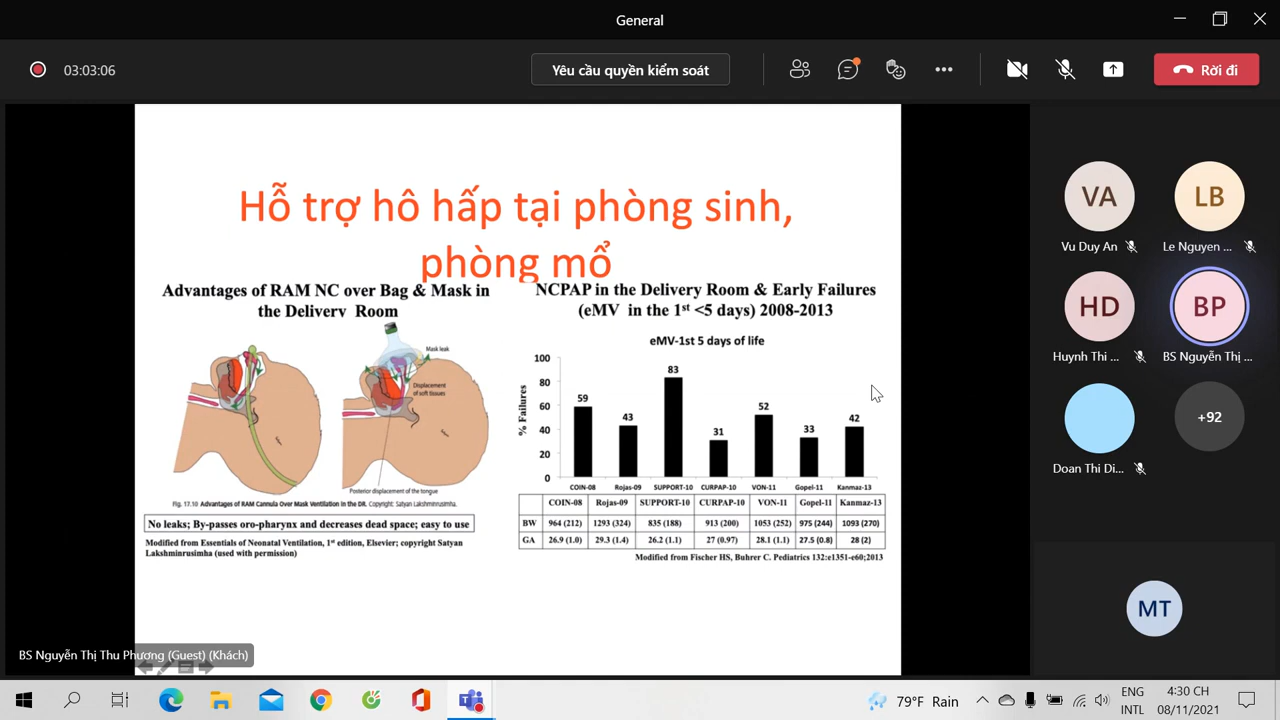 General
03:03:06
Yêu cầu quyền kiểm soát
Rời đi
Hỗ trợ hô hấp tại phòng sinh,
phòng mổ
Advantages of RAM NC over Bag & Mask in
the Delivery Room
Mask leak
Displacement
of soft tissues
Posterior displacement of the tongue
Fig. 17.10 Advantages of RAM Cannula Over Mask Ventilation in the DR. Copyright: Satyan Lakshminrusimha.
No leaks; By-passes oro-pharynx and decreases dead space; easy to use
Modified from Essentials of Neonatal Ventilation, 1st edition, Elsevier; copyright Satyan
Lakshminrusimha (used with permission)
NCPAP in the Delivery Room & Early Failures
(eMV in the 1st <5 days) 2008-2013
eMV-1st 5 days of life
% Failures
100
80
60
40
20
0
59
43
83
31
52
33
42
COIN-08 Rojas-09 SUPPORT-10 CURPAP-10 VON-11 Gopel-11 Kanmaz-13
COIN-08 Rojas-09 SUPPORT-10 CURPAP-10 VON-11 Gopel-11 Kanmaz-13
BW 964 (212) 1293 (324) 835 (188) 913 (200) 1053 (252) 975 (244) 1093 (270)
GA 26.9 (1.0) 29.3 (1.4) 26.2 (1.1) 27 (0.97) 28.1 (1.1) 27.5 (0.8) 28 (2)
Modified from Fischer HS, Buhrer C. Pediatrics 132:e1351-e60;2013
BS Nguyễn Thị Thu Phương (Guest) (Khách)
VA
Vu Duy An
LB
Le Nguyen ...
HD
Huynh Thi ...
BP
BS Nguyễn Thị ...
Doan Thi Di...
+92
MT
79°F Rain
ENG
INTL
4:30 CH
08/11/2021